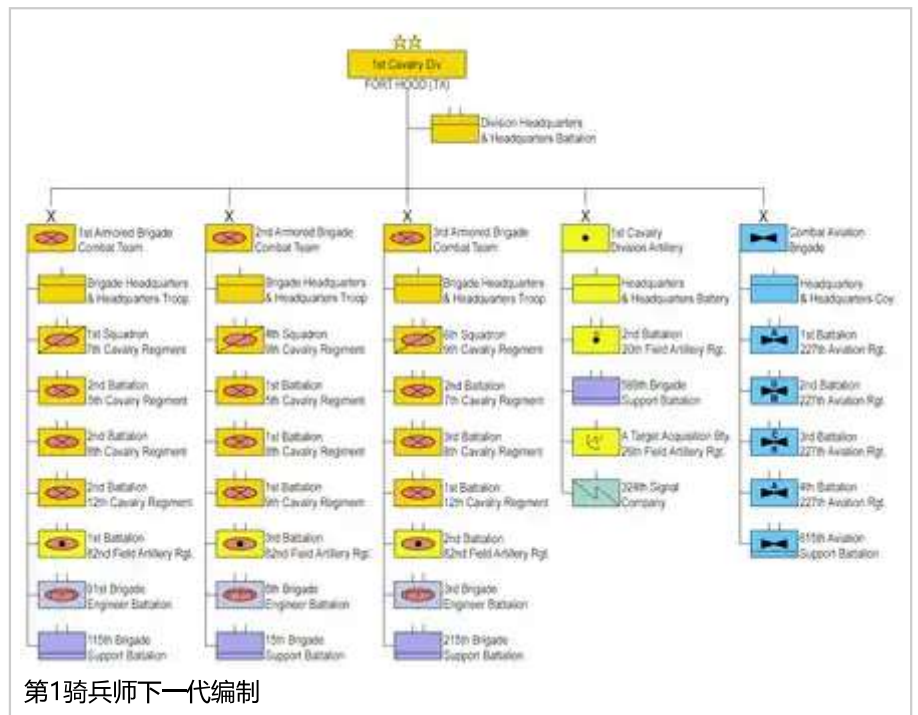 1st Cavalry Div
FORT HOOD (TX)
Division Headquarters
& Headquarters Battalion
X
X
X
X
X
1st Armored Brigade
Combat Team
2nd Armored Brigade
Combat Team
3rd Armored Brigade
Combat Team
1st Cavalry
Division Artillery
Combat Aviation
Brigade
Brigade Headquarters
& Headquarters Troop
Brigade Headquarters
& Headquarters Troop
Brigade Headquarters
& Headquarters Troop
Headquarters
& Headquarters Battery
Headquarters
& Headquarters Coy.
1st Squadron
7th Cavalry Regiment
4th Squadron
9th Cavalry Regiment
6th Squadron
9th Cavalry Regiment
2nd Battalion
20th Field Artillery Rgt.
1st Battalion
227th Aviation Rgt.
2nd Battalion
5th Cavalry Regiment
1st Battalion
5th Cavalry Regiment
2nd Battalion
7th Cavalry Regiment
Brigade
Support Battalion
2nd Battalion
227th Aviation Rgt.
2nd Battalion
8th Cavalry Regiment
1st Battalion
8th Cavalry Regiment
3rd Battalion
8th Cavalry Regiment
A Target Acquisition Bty.
26th Field Artillery Rgt.
3rd Battalion
227th Aviation Rgt.
2nd Battalion
12th Cavalry Regiment
1st Battalion
9th Cavalry Regiment
1st Battalion
12th Cavalry Regiment
Signal
Company
4th Battalion
227th Aviation Rgt.
1st Battalion
82nd Field Artillery Rgt.
3rd Battalion
82nd Field Artillery Rgt.
2nd Battalion
82nd Field Artillery Rgt.
615th Aviation
Support Battalion
91st Brigade
Engineer Battalion
8th Brigade
Engineer Battalion
3rd Brigade
Engineer Battalion
115th Brigade
Support Battalion
15th Brigade
Support Battalion
215th Brigade
Support Battalion
第1骑兵师下一代编制